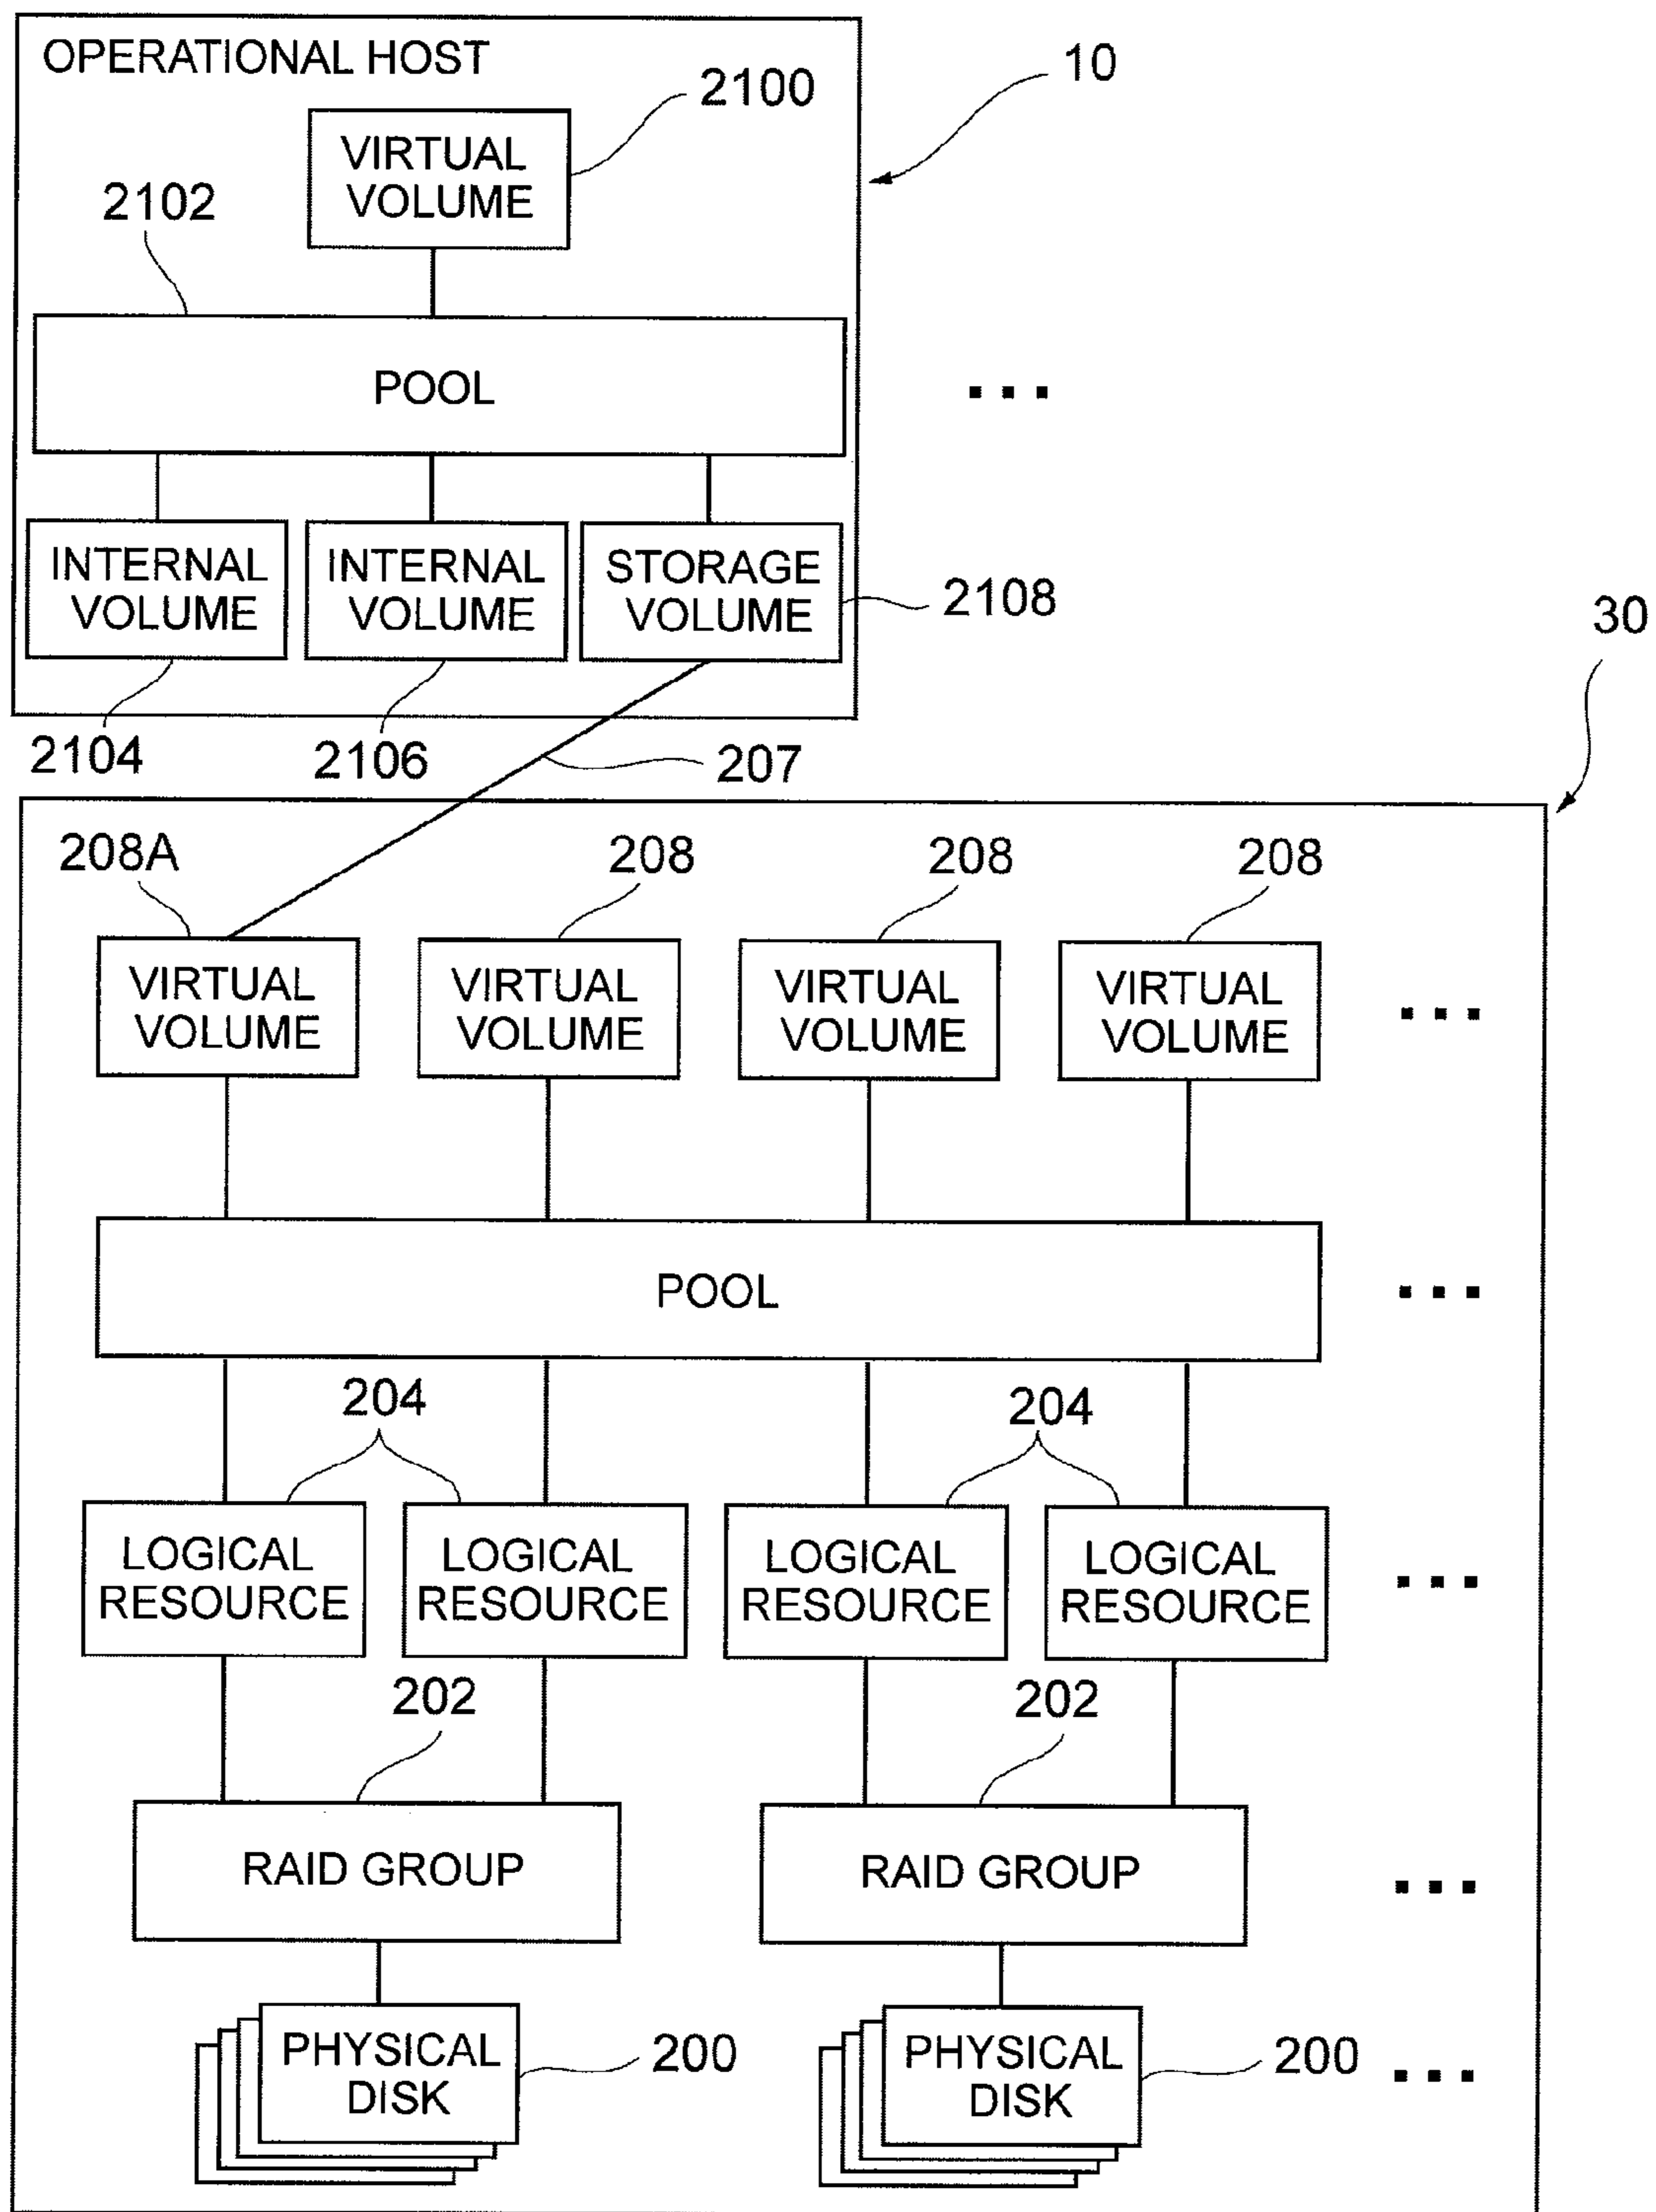 OPERATIONAL HOST
10
2100
VIRTUAL
VOLUME
2102
POOL
▪ ▪ ▪
INTERNAL
VOLUME
INTERNAL
VOLUME
STORAGE
VOLUME
2108
30
2104
2106
207
208A
208
208
208
VIRTUAL
VOLUME
VIRTUAL
VOLUME
VIRTUAL
VOLUME
VIRTUAL
VOLUME
▪ ▪ ▪
POOL
▪ ▪ ▪
204
204
LOGICAL
RESOURCE
LOGICAL
RESOURCE
LOGICAL
RESOURCE
LOGICAL
RESOURCE
▪ ▪ ▪
202
202
RAID GROUP
RAID GROUP
▪ ▪ ▪
PHYSICAL
DISK
200
PHYSICAL
DISK
200
▪ ▪ ▪